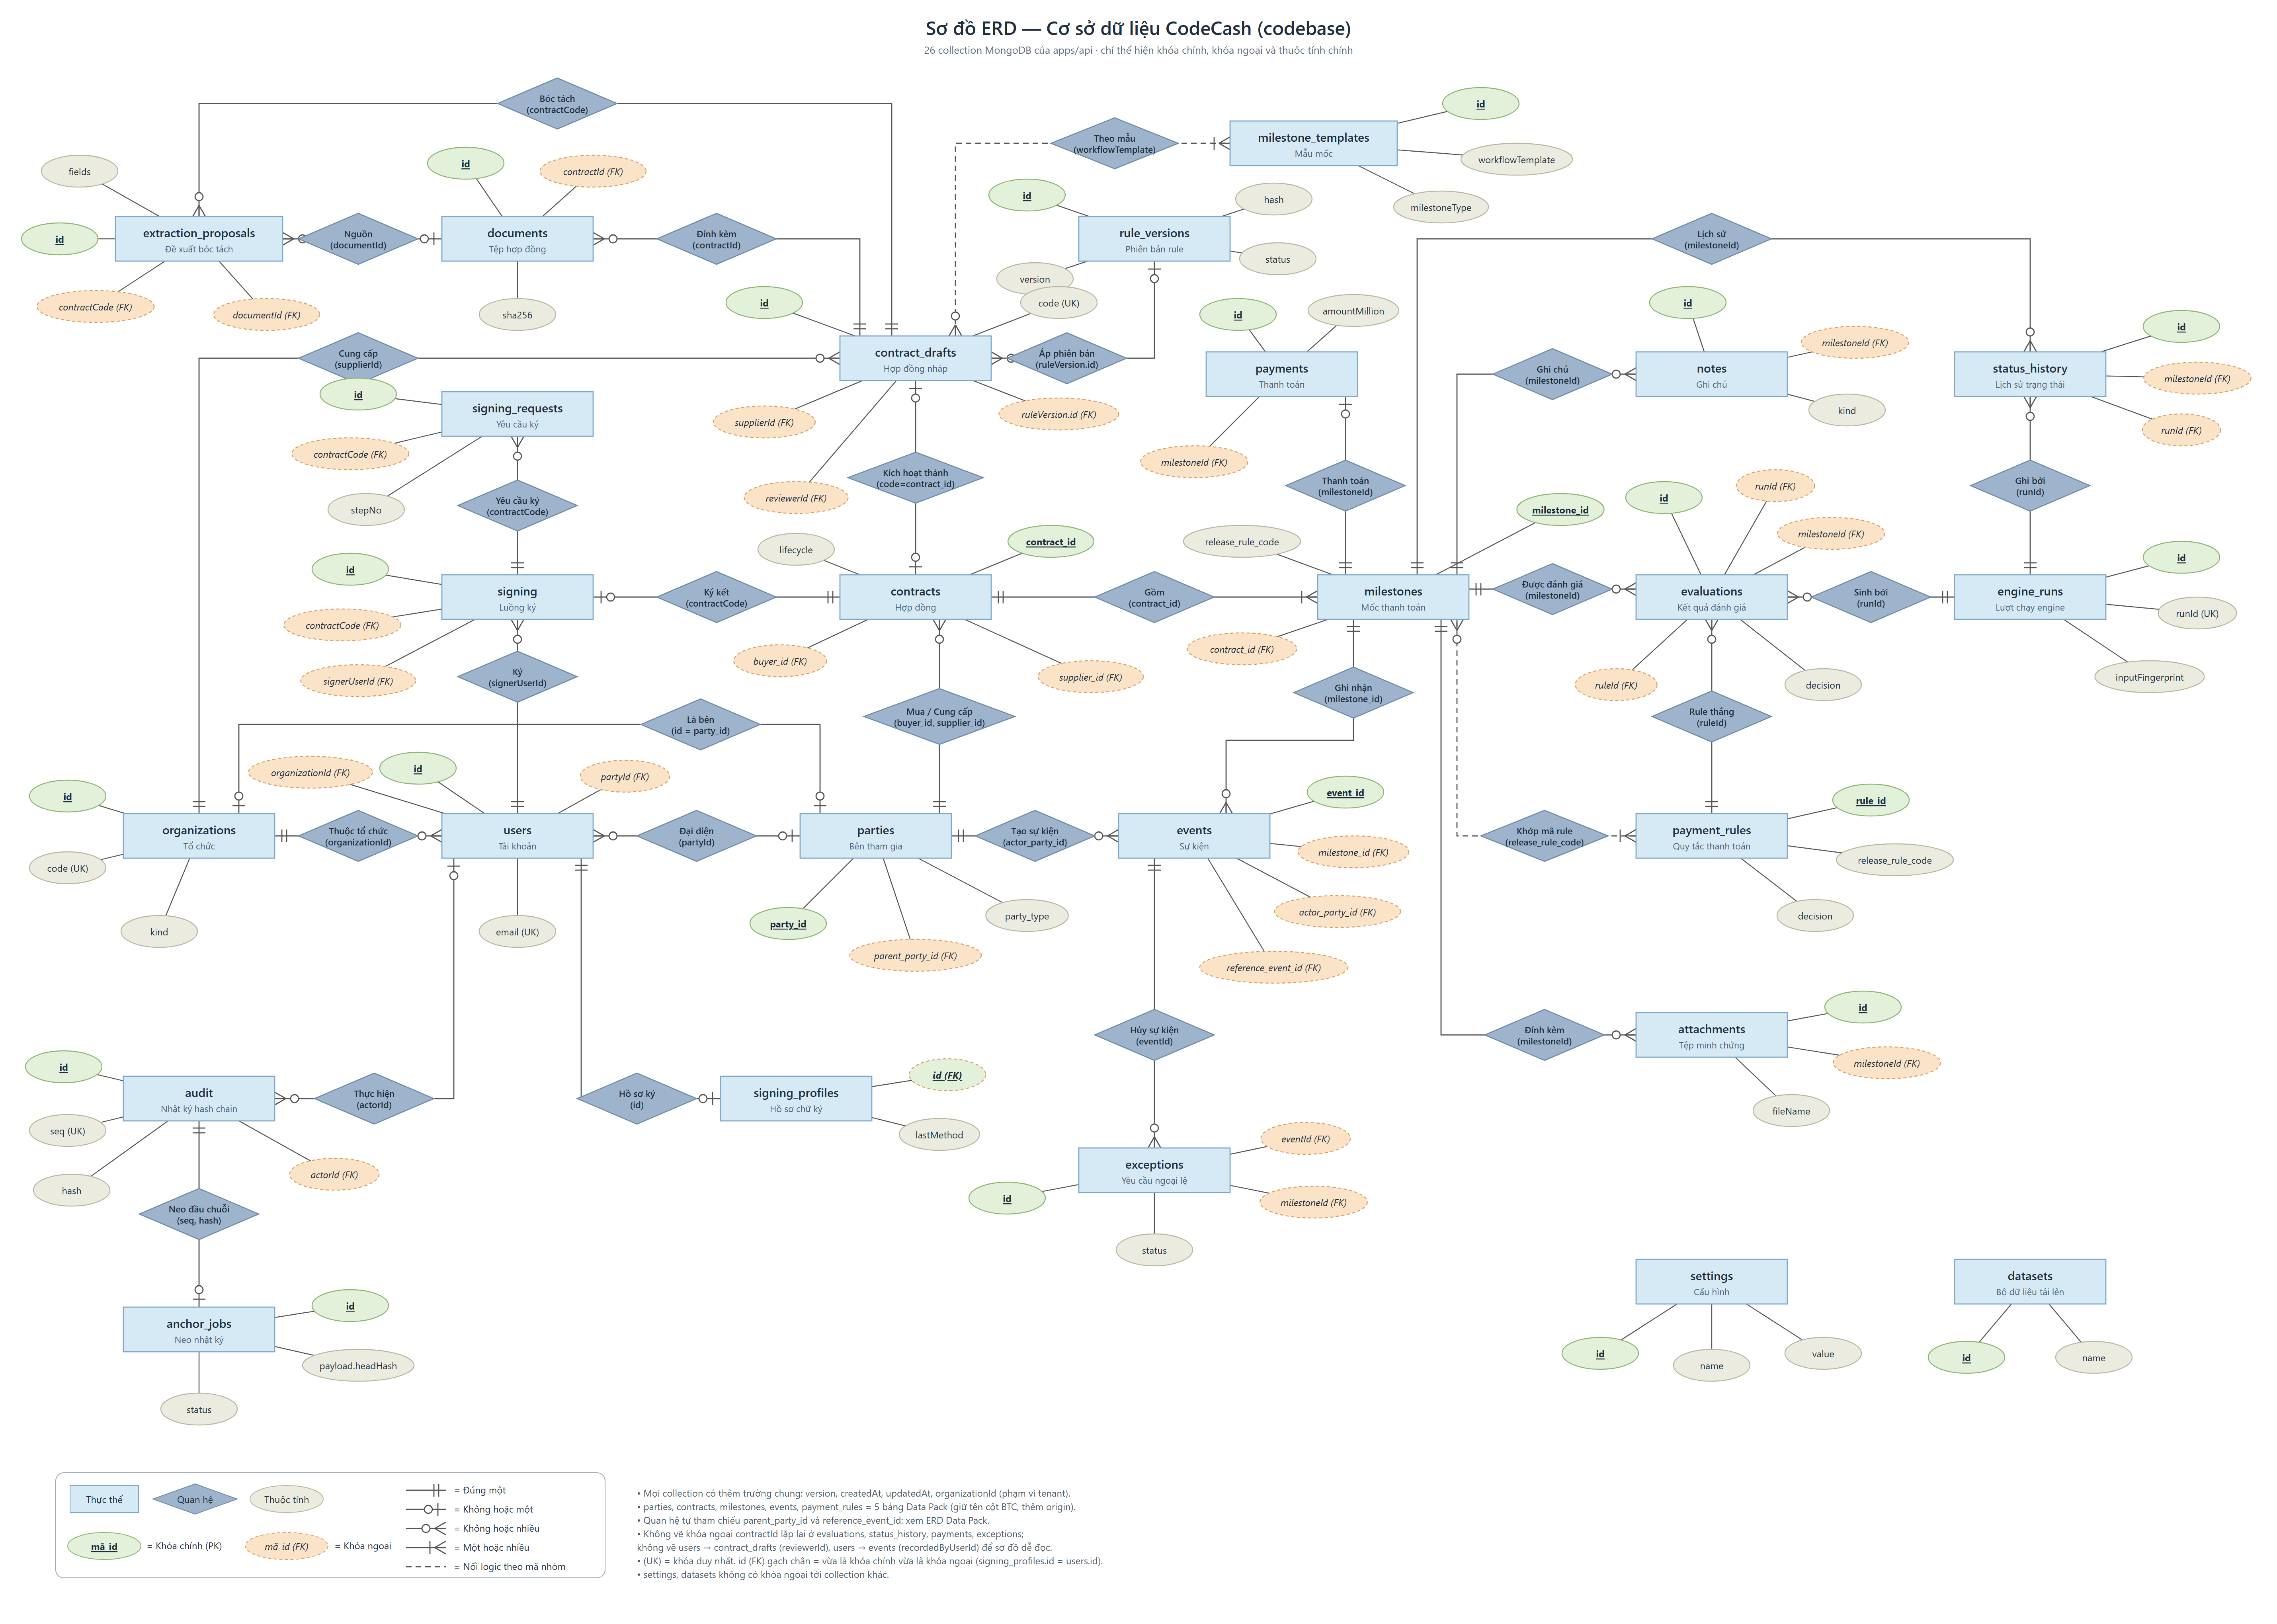 Sơ đồ ERD — Cơ sở dữ liệu CodeCash (codebase)
26 collection MongoDB của apps/api · chỉ thể hiện khóa chính, khóa ngoại và thuộc tính chính
Bóc tách
(contractCode)
id
Theo mẫu
(workflowTemplate)
milestone_templates
Mẫu mốc
workflowTemplate
milestoneType
fields
id
contractId (FK)
id
hash
id
extraction_proposals
Đề xuất bóc tách
Nguồn
(documentId)
documents
Tệp hợp đồng
Đính kèm
(contractId)
rule_versions
Phiên bản rule
status
version
Lịch sử
(milestoneId)
contractCode (FK)
documentId (FK)
sha256
id
code (UK)
id
amountMillion
id
milestoneId (FK)
id
Cung cấp
(supplierId)
contract_drafts
Hợp đồng nháp
Áp phiên bản
(ruleVersion.id)
payments
Thanh toán
Ghi chú
(milestoneId)
notes
Ghi chú
status_history
Lịch sử trạng thái
milestoneId (FK)
id
signing_requests
Yêu cầu ký
supplierId (FK)
ruleVersion.id (FK)
kind
runId (FK)
contractCode (FK)
milestoneId (FK)
Kích hoạt thành
(code=contract_id)
Thanh toán
(milestoneId)
Ghi bởi
(runId)
reviewerId (FK)
runId (FK)
id
stepNo
Yêu cầu ký
(contractCode)
milestone_id
milestoneId (FK)
lifecycle
contract_id
release_rule_code
id
id
signing
Luồng ký
Ký kết
(contractCode)
contracts
Hợp đồng
Gồm
(contract_id)
milestones
Mốc thanh toán
Được đánh giá
(milestoneId)
evaluations
Kết quả đánh giá
Sinh bởi
(runId)
engine_runs
Lượt chạy engine
runId (UK)
contractCode (FK)
signerUserId (FK)
Ký
(signerUserId)
buyer_id (FK)
supplier_id (FK)
contract_id (FK)
Ghi nhận
(milestone_id)
ruleId (FK)
decision
inputFingerprint
Là bên
(id = party_id)
Mua / Cung cấp
(buyer_id, supplier_id)
Rule thắng
(ruleId)
organizationId (FK)
id
partyId (FK)
id
event_id
rule_id
organizations
Tổ chức
Thuộc tổ chức
(organizationId)
users
Tài khoản
Đại diện
(partyId)
parties
Bên tham gia
Tạo sự kiện
(actor_party_id)
events
Sự kiện
Khớp mã rule
(release_rule_code)
payment_rules
Quy tắc thanh toán
milestone_id (FK)
release_rule_code
code (UK)
kind
email (UK)
party_id
party_type
actor_party_id (FK)
decision
parent_party_id (FK)
reference_event_id (FK)
id
Hủy sự kiện
(eventId)
Đính kèm
(milestoneId)
attachments
Tệp minh chứng
milestoneId (FK)
fileName
id
audit
Nhật ký hash chain
Thực hiện
(actorId)
Hồ sơ ký
(id)
signing_profiles
Hồ sơ chữ ký
id (FK)
lastMethod
seq (UK)
hash
actorId (FK)
eventId (FK)
exceptions
Yêu cầu ngoại lệ
id
milestoneId (FK)
status
Neo đầu chuỗi
(seq, hash)
settings
Cấu hình
datasets
Bộ dữ liệu tải lên
id
name
value
id
name
id
anchor_jobs
Neo nhật ký
payload.headHash
status
Thực thể
Quan hệ
Thuộc tính
mã_id
= Khóa chính (PK)
mã_id (FK)
= Khóa ngoại
= Đúng một
= Không hoặc một
= Không hoặc nhiều
= Một hoặc nhiều
= Nối logic theo mã nhóm
• Mọi collection có thêm trường chung: version, createdAt, updatedAt, organizationId (phạm vi tenant).
• parties, contracts, milestones, events, payment_rules = 5 bảng Data Pack (giữ tên cột BTC, thêm origin).
• Quan hệ tự tham chiếu parent_party_id và reference_event_id: xem ERD Data Pack.
• Không vẽ khóa ngoại contractId lặp lại ở evaluations, status_history, payments, exceptions;
không vẽ users → contract_drafts (reviewerId), users → events (recordedByUserId) để sơ đồ dễ đọc.
• (UK) = khóa duy nhất. id (FK) gạch chân = vừa là khóa chính vừa là khóa ngoại (signing_profiles.id = users.id).
• settings, datasets không có khóa ngoại tới collection khác.